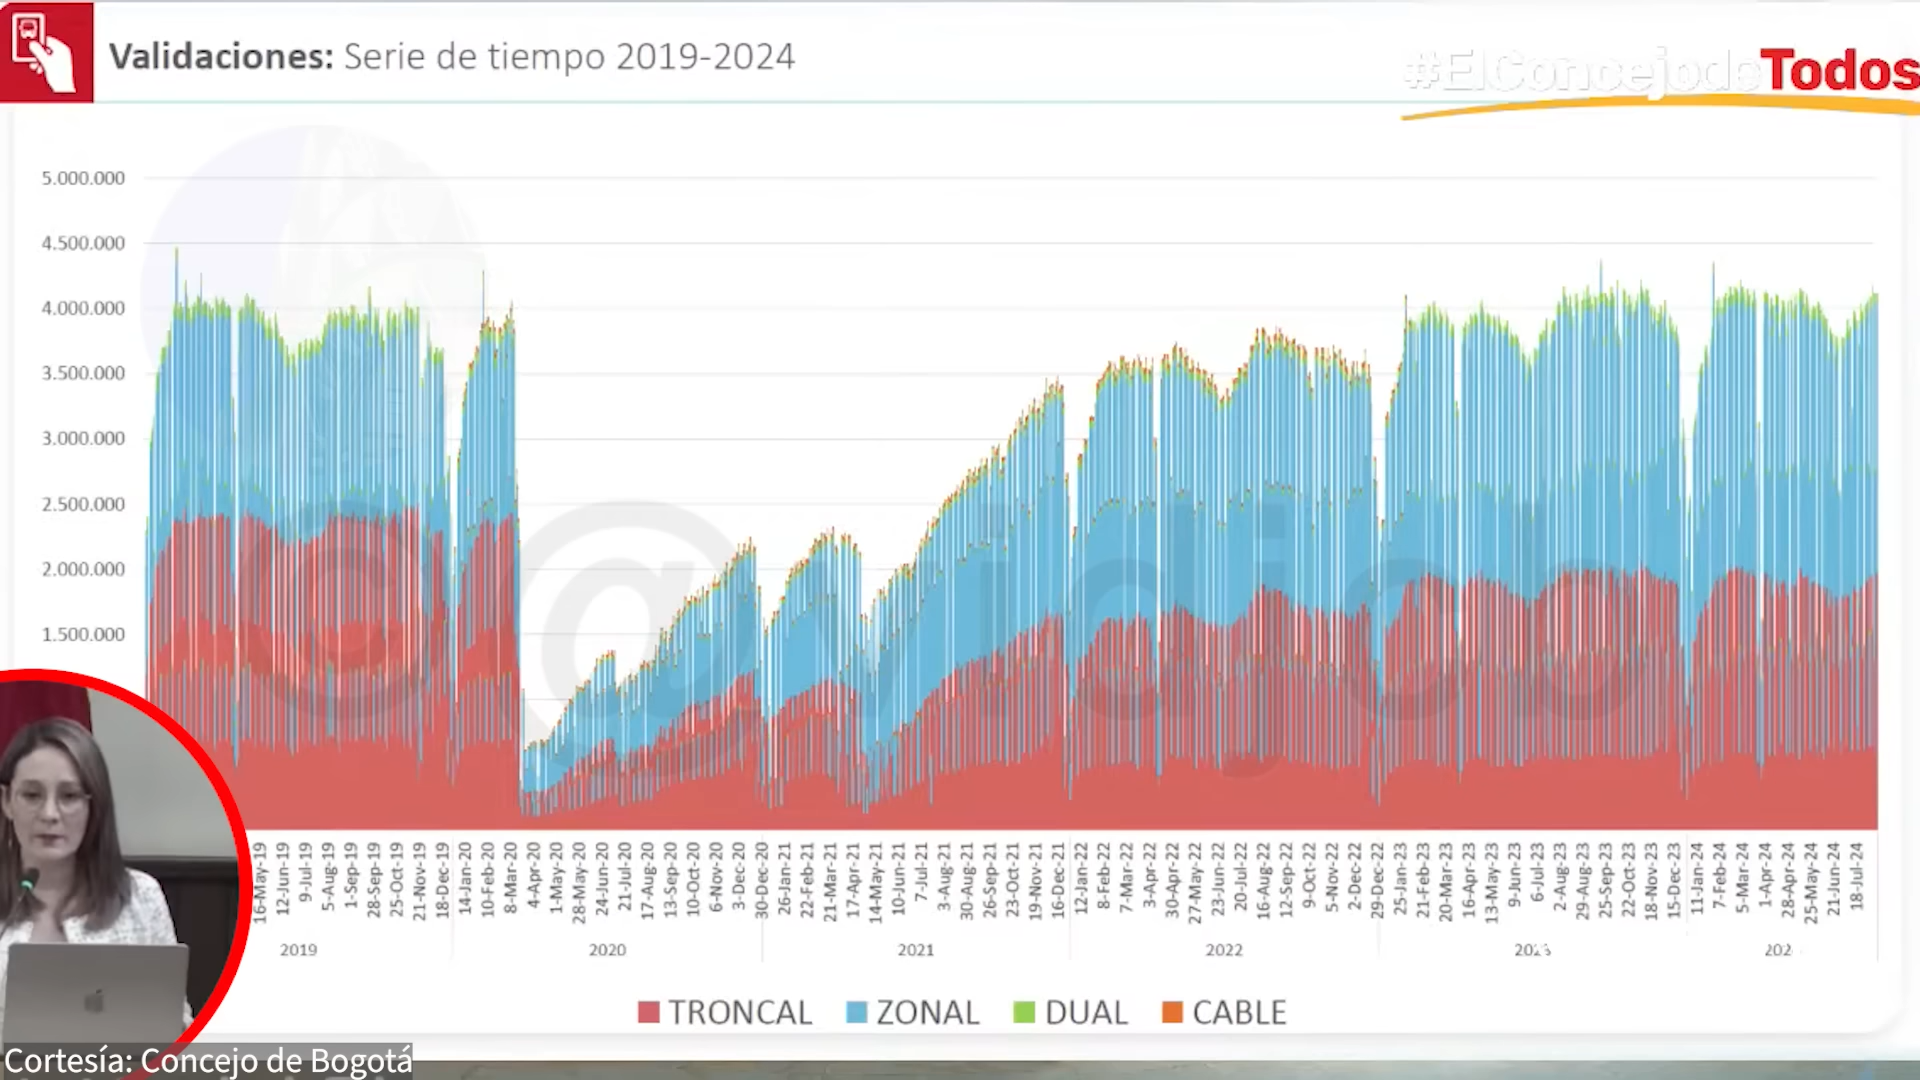 Validaciones: Serie de tiempo 2019-2024
#ElConcejodeTodos
5.000.000
4.500.000
4.000.000
3.500.000
3.000.000
2.500.000
2.000.000
1.500.000
16-May-19
12-Jun-19
9-Jul-19
5-Aug-19
1-Sep-19
28-Sep-19
25-Oct-19
21-Nov-19
18-Dec-19
14-Jan-20
10-Feb-20
8-Mar-20
4-Apr-20
1-May-20
28-May-20
24-Jun-20
21-Jul-20
17-Aug-20
13-Sep-20
10-Oct-20
6-Nov-20
3-Dec-20
30-Dec-20
26-Jan-21
22-Feb-21
21-Mar-21
17-Apr-21
14-May-21
10-Jun-21
7-Jul-21
3-Aug-21
30-Aug-21
26-Sep-21
23-Oct-21
19-Nov-21
16-Dec-21
12-Jan-22
8-Feb-22
7-Mar-22
3-Apr-22
30-Apr-22
27-May-22
23-Jun-22
20-Jul-22
16-Aug-22
12-Sep-22
9-Oct-22
5-Nov-22
2-Dec-22
29-Dec-22
25-Jan-23
21-Feb-23
20-Mar-23
16-Apr-23
13-May-23
9-Jun-23
6-Jul-23
2-Aug-23
29-Aug-23
25-Sep-23
22-Oct-23
18-Nov-23
15-Dec-23
11-Jan-24
7-Feb-24
5-Mar-24
1-Apr-24
28-Apr-24
25-May-24
21-Jun-24
18-Jul-24
2019
2020
2021
2022
2023
202
TRONCAL ZONAL DUAL CABLE
©@vidjcb
Cortesía: Concejo de Bogotá